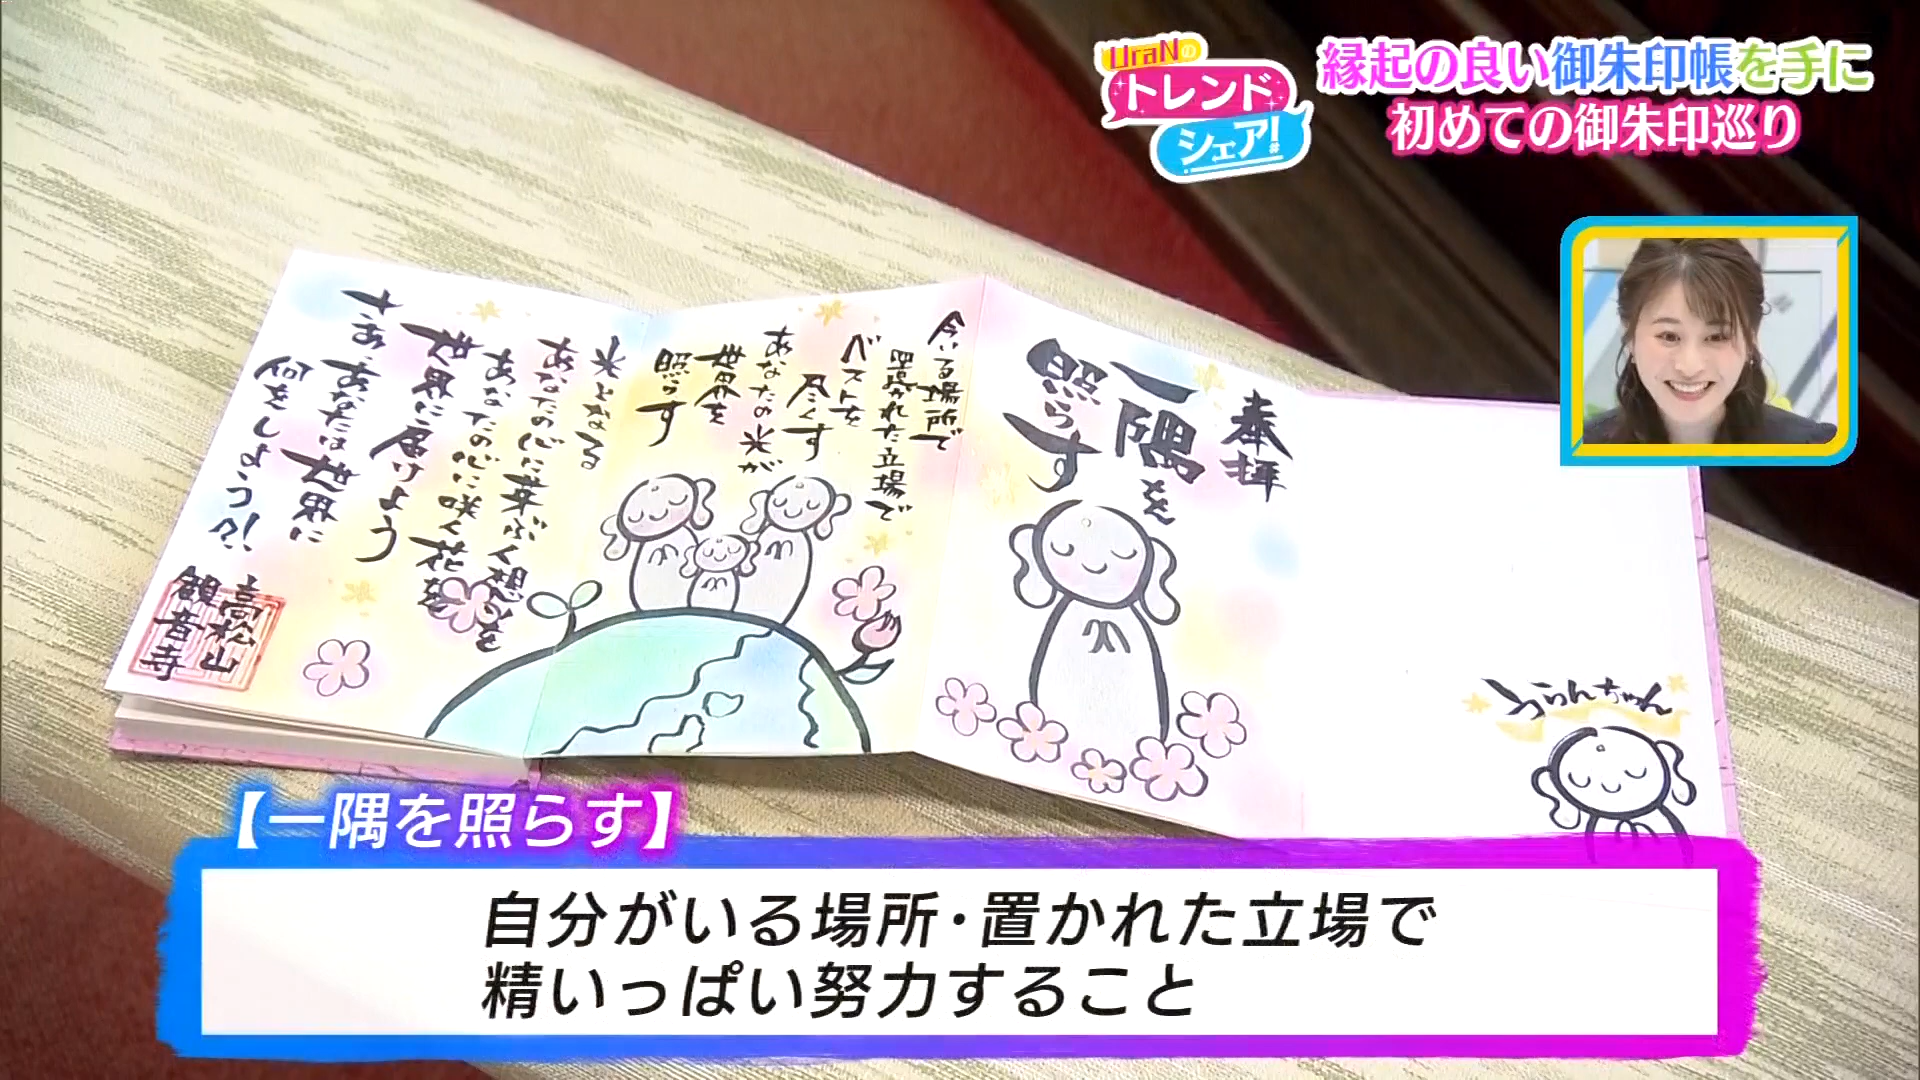 UraNの
トレンド
シェア!
縁起の良い御朱印帳を手に
初めての御朱印巡り
奉拝
一隅を
照らす
今いる場所で
置かれた立場で
ベストを
尽くす
あなたの光が
世界を
照らす
光となる
あなたの心に
あなたの心に咲く花を
世界に届けよう
さあ、あなたは世界に
何をしよう?!
高松山
観音寺
うらんちゃん
【一隅を照らす】
自分がいる場所・置かれた立場で
精いっぱい努力すること